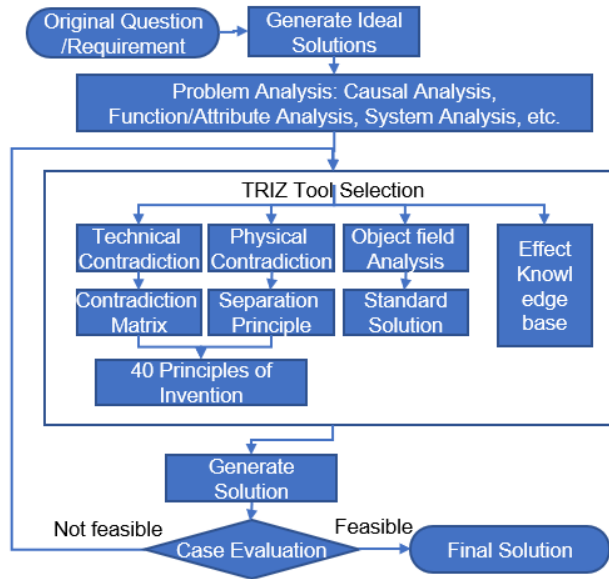 Original Question
/Requirement
Generate Ideal
Solutions
Problem Analysis: Causal Analysis,
Function/Attribute Analysis, System Analysis, etc.
TRIZ Tool Selection
Technical
Contradiction
Physical
Contradiction
Object field
Analysis
Effect
Knowl
edge
base
Contradiction
Matrix
Separation
Principle
Standard
Solution
40 Principles of
Invention
Generate
Solution
Not feasible
Feasible
Case Evaluation
Final Solution